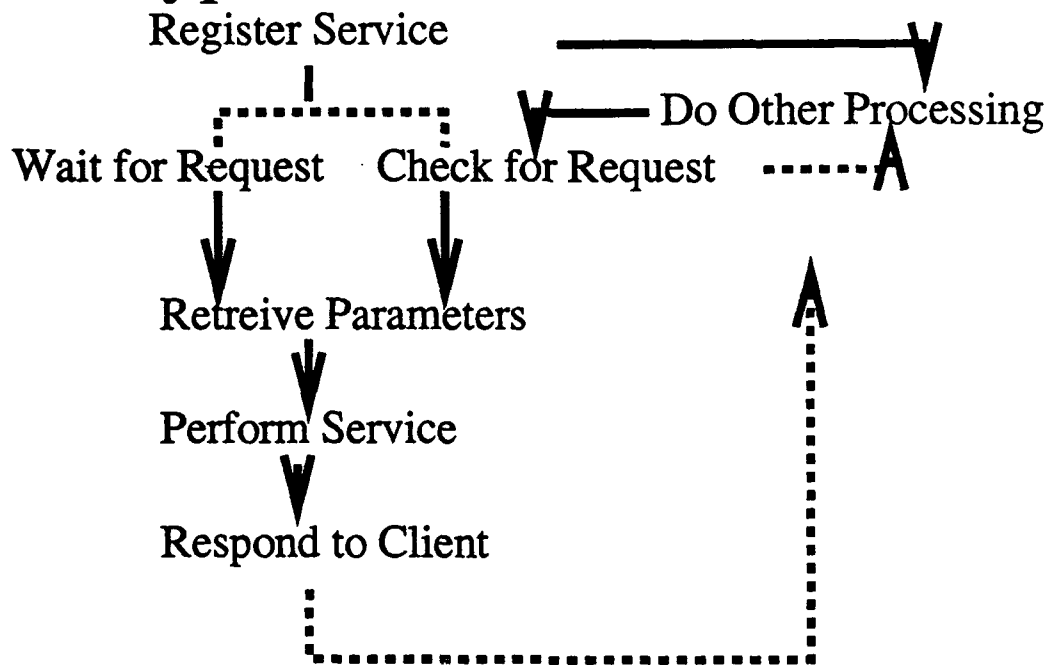 Register Service
Do Other Processing
Wait for Request
Check for Request
Retreive Parameters
Perform Service
Respond to Client